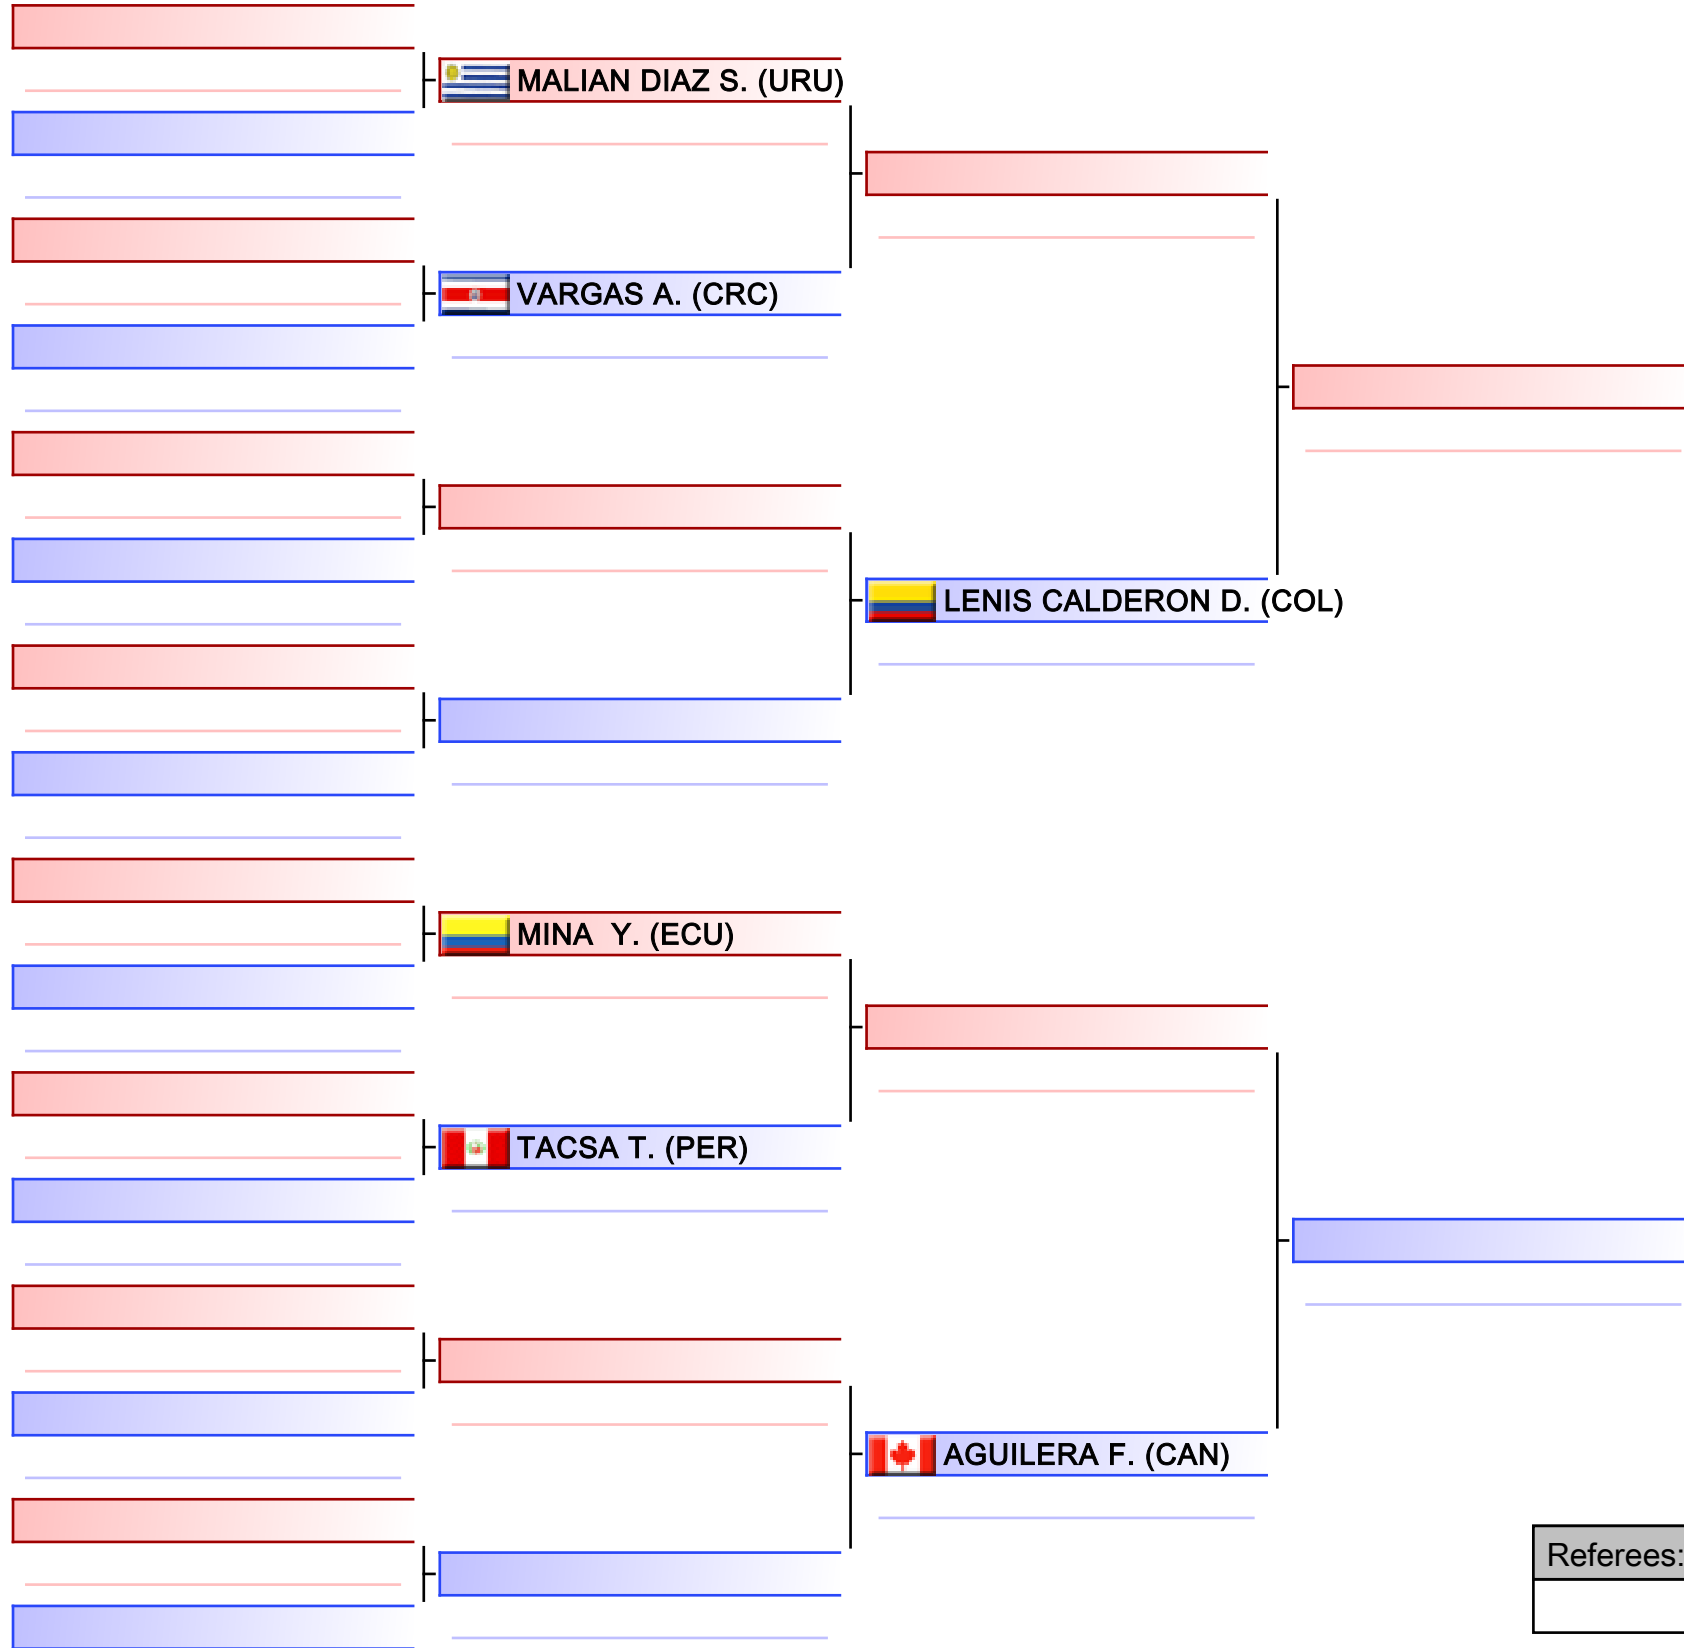 MALIAN DIAZ S. (URU)
VARGAS A. (CRC)
LENIS CALDERON D. (COL)
MINA  Y. (ECU)
TACSA T. (PER)
AGUILERA F. (CAN)
Referees: